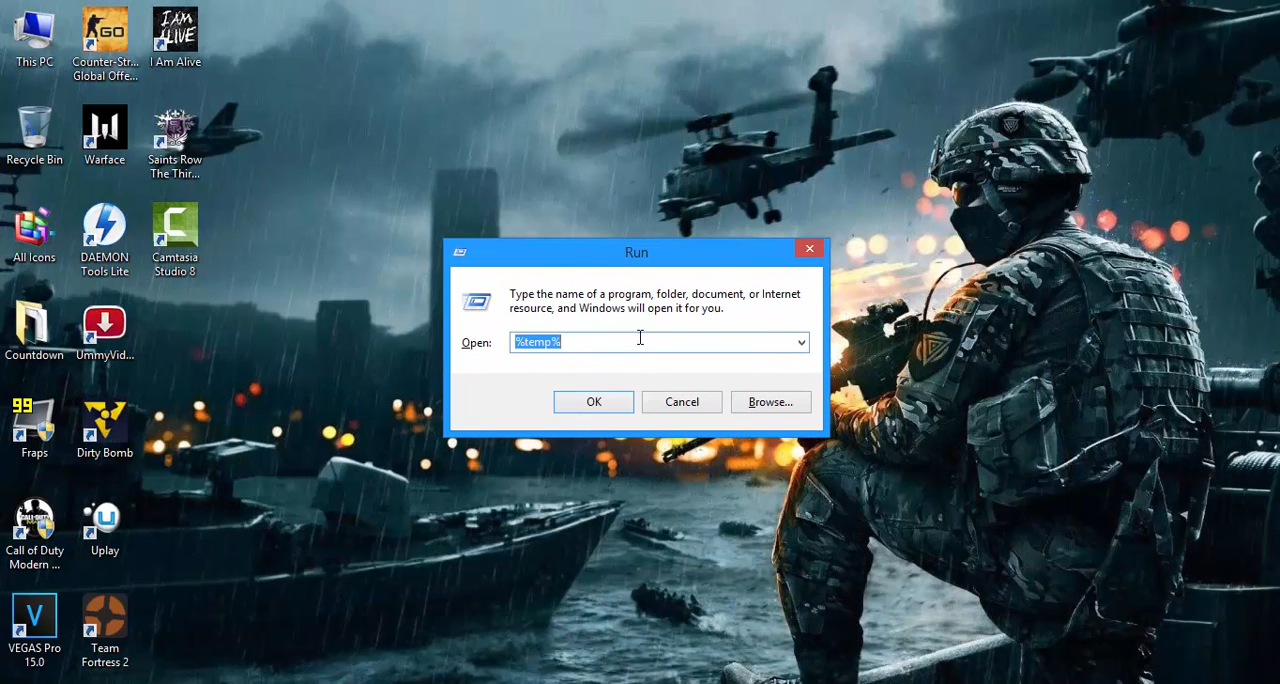 This PC
GO
Counter-Str...
Global Offe...
I AM
ALIVE
I Am Alive
Recycle Bin
Warface
Saints Row
The Thir...
All Icons
DAEMON
Tools Lite
Camtasia
Studio 8
Countdown
UmmyVid...
99
Fraps
Dirty Bomb
Call of Duty
Modern ...
Uplay
V
VEGAS Pro
15.0
Team
Fortress 2
Run
Type the name of a program, folder, document, or Internet
resource, and Windows will open it for you.
Open:
%temp%
OK
Cancel
Browse...